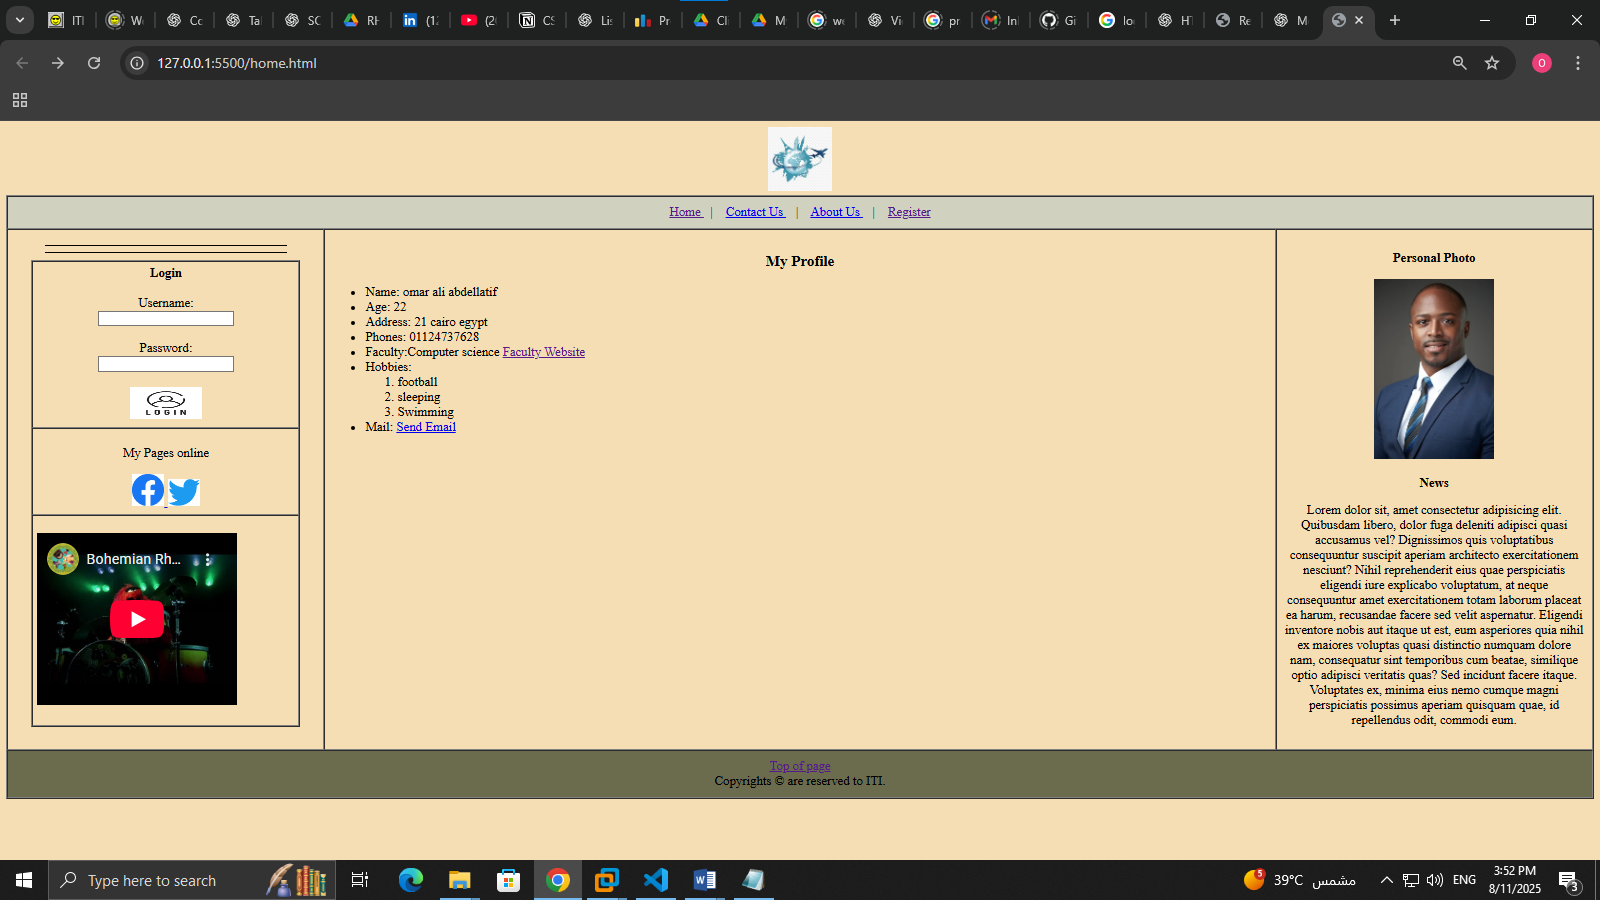 ITI
We
Co
Tal
SC
RH
(12
(20
CS
Lis
Pr
Cli
M
we
Vi
pr
In
Gi
lo
HT
Re
M
127.0.0.1:5500/home.html
O
Home | Contact Us | About Us | Register
Login
Username:
Password:
LOGIN
My Pages online
Bohemian Rh...
My Profile
Name: omar ali abdellatif
Age: 22
Address: 21 cairo egypt
Phones: 01124737628
Faculty:Computer science Faculty Website
Hobbies:
1. football
2. sleeping
3. Swimming
Mail: Send Email
Personal Photo
News
Lorem dolor sit, amet consectetur adipisicing elit.
Quibusdam libero, dolor fuga deleniti adipisci quasi
accusamus vel? Dignissimos quis voluptatibus
consequuntur suscipit aperiam architecto exercitationem
nesciunt? Nihil reprehenderit eius quae perspiciatis
eligendi iure explicabo voluptatum, at neque
consequuntur amet exercitationem totam laborum placeat
ea harum, recusandae facere sed velit aspernatur. Eligendi
inventore nobis aut itaque ut est, eum asperiores quia nihil
ex maiores voluptas quasi distinctio numquam dolore
nam, consequatur sint temporibus cum beatae, similique
optio adipisci veritatis quas? Sed incidunt facere itaque.
Voluptates ex, minima eius nemo cumque magni
perspiciatis possimus aperiam quisquam quae, id
repellendus odit, commodi eum.
Top of page
Copyrights © are reserved to ITI.
Type here to search
5
39°C مشمس
ENG
3:52 PM
8/11/2025
3